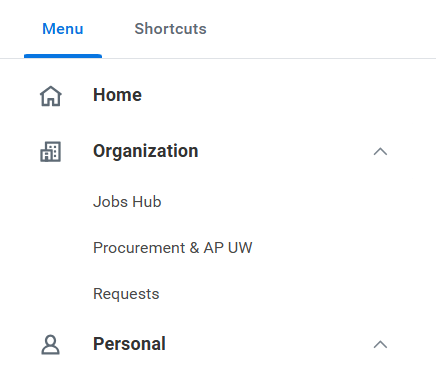 Menu Shortcuts
Home
Organization
Jobs Hub
Procurement & AP UW
Requests
Personal